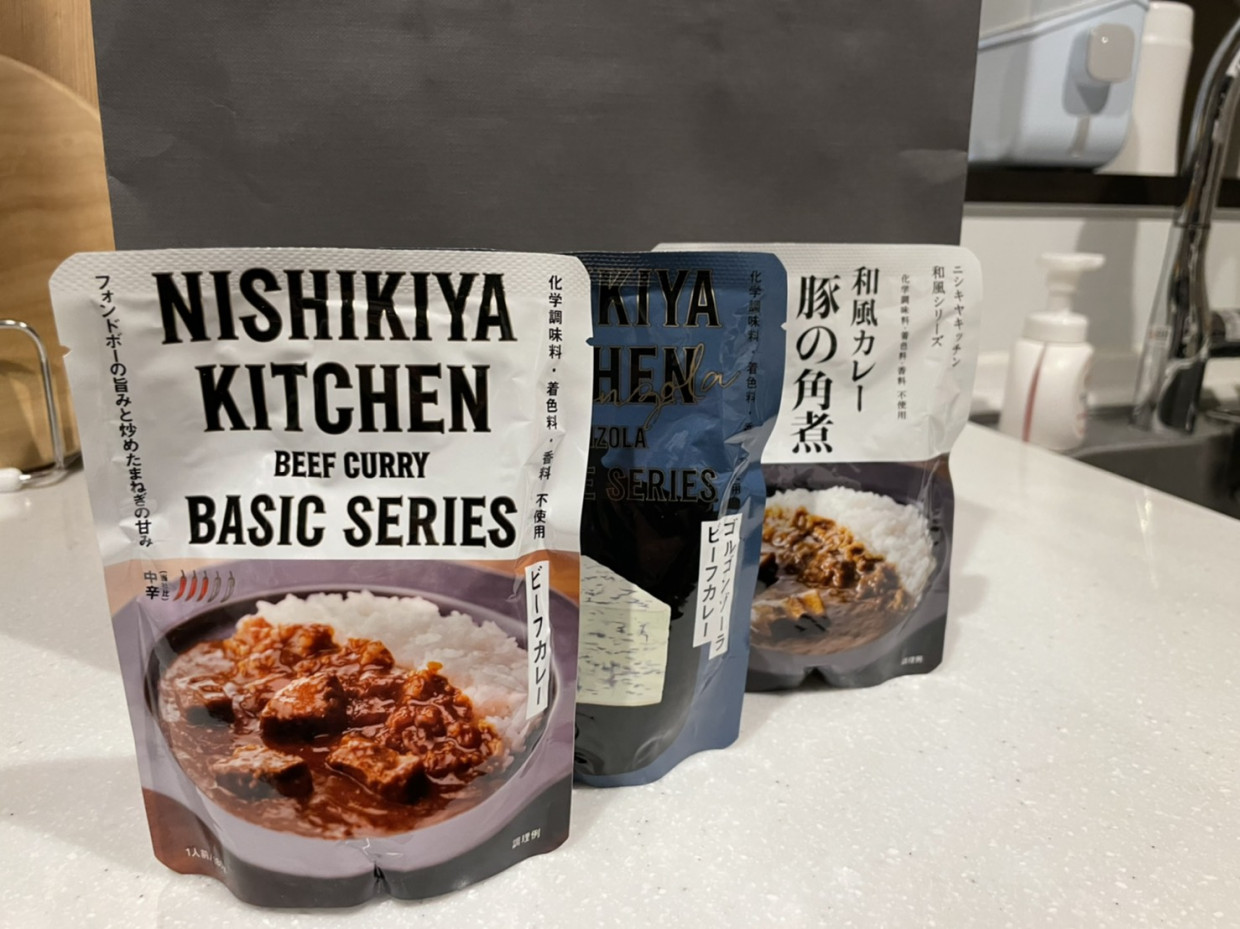 NISHIKIYA
KITCHEN
BEEF CURRY
BASIC SERIES
フォンドボーの旨みと炒めたまねぎの甘み
化学調味料・着色料・香料 不使用
中辛
ビーフカレー
1人前
調理例
KIYA
HEN
ZOLA
SERIES
化学調味料・着色料・
ゴルゴンゾーラ
ビーフカレー
ニシキヤキッチン
和風シリーズ
化学調味料・着色料・香料 不使用
和風カレー
豚の角煮
調理例